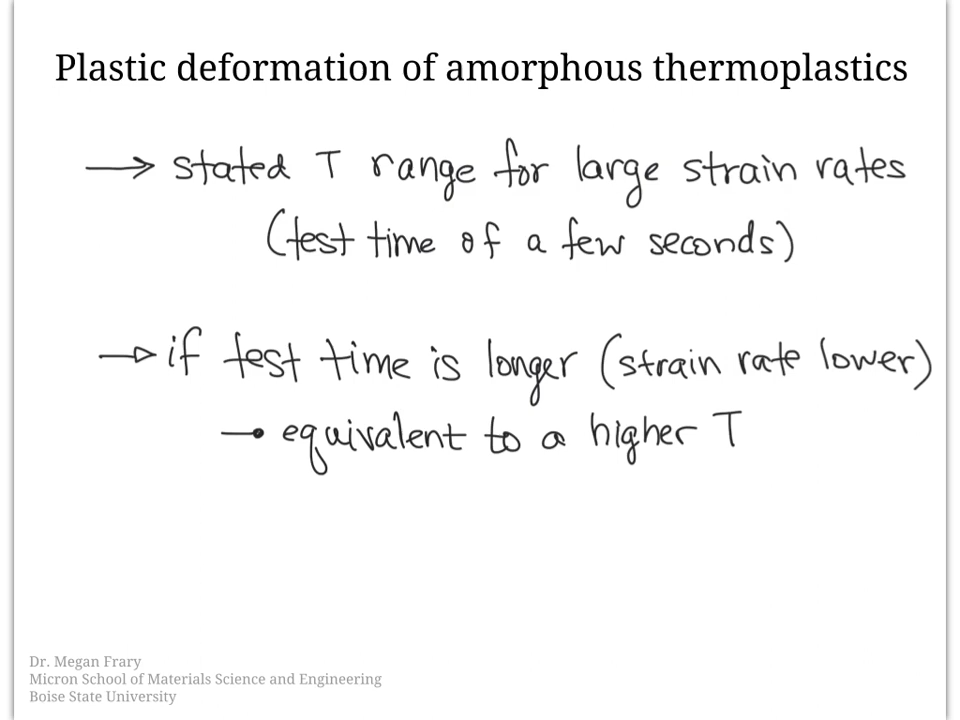 Plastic deformation of amorphous thermoplastics
→ stated T range for large strain rates
(test time of a few seconds)
→ if test time is longer (strain rate lower)
→ equivalent to a higher T
Dr. Megan Frary
Micron School of Materials Science and Engineering
Boise State University